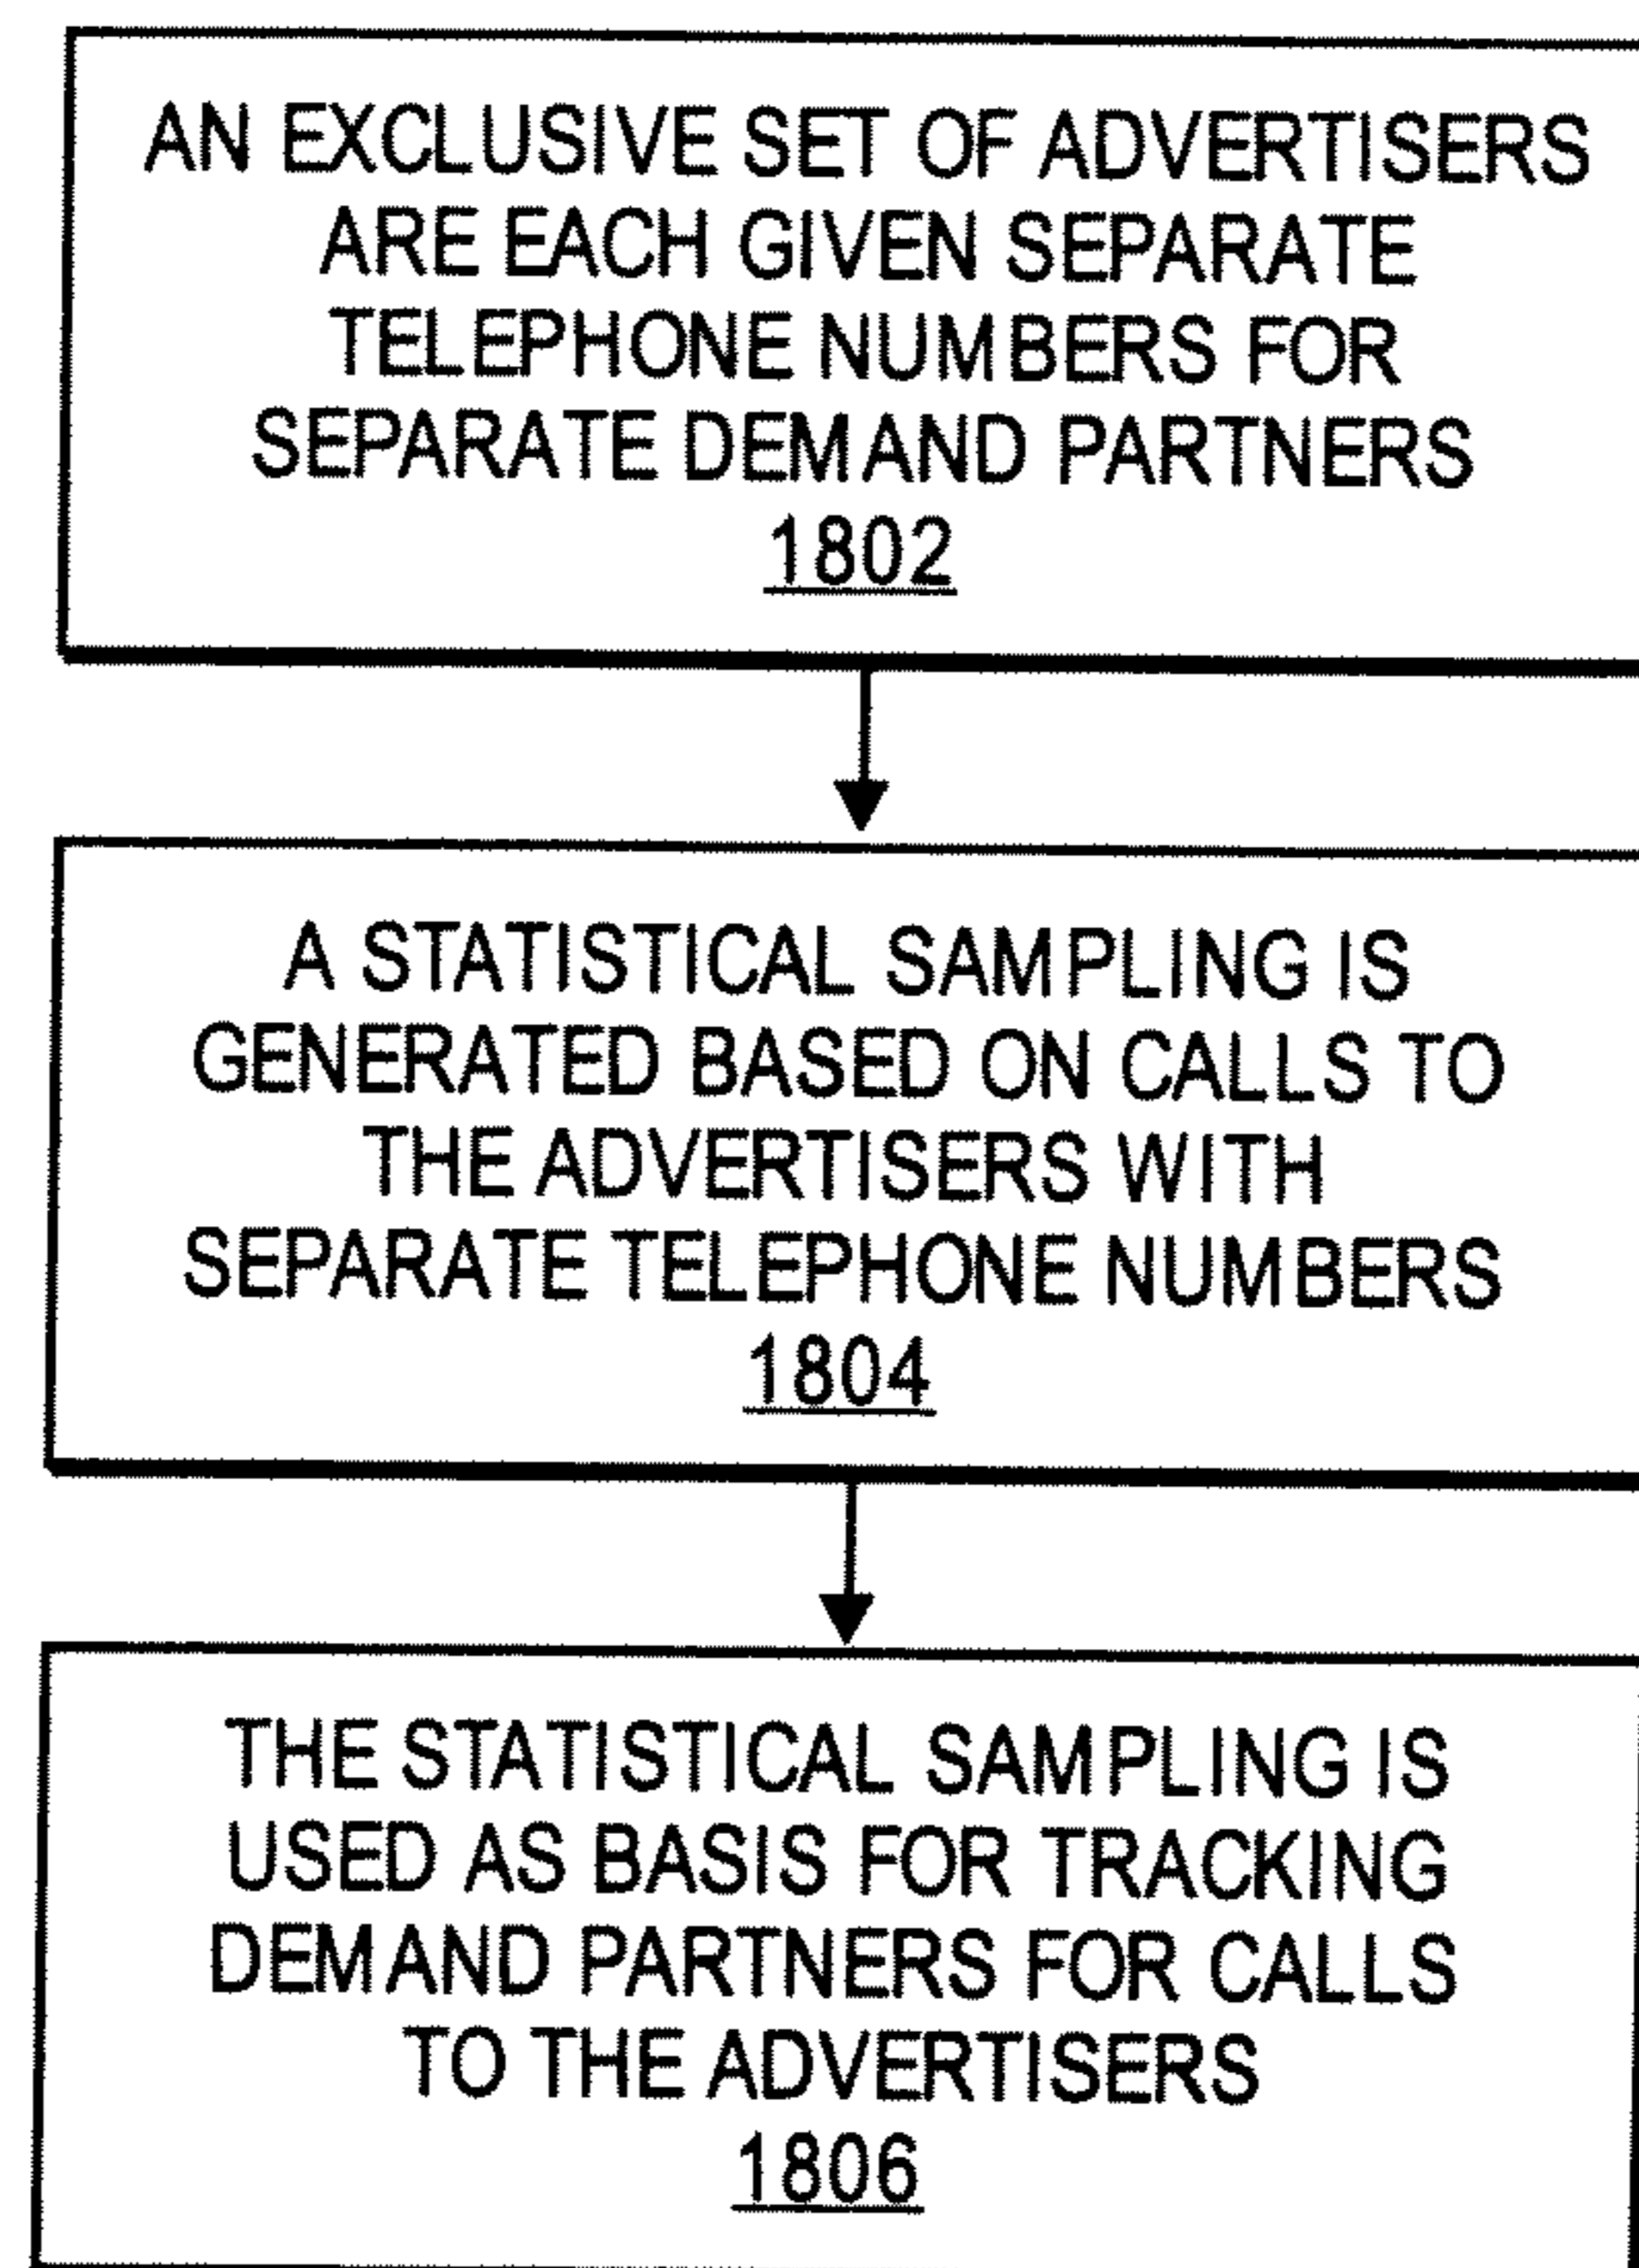 AN EXCLUSIVE SET OF ADVERTISERS
ARE EACH GIVEN SEPARATE
TELEPHONE NUMBERS FOR
SEPARATE DEMAND PARTNERS
1802
A STATISTICAL SAMPLING IS
GENERATED BASED ON CALLS TO
THE ADVERTISERS WITH
SEPARATE TELEPHONE NUMBERS
1804
THE STATISTICAL SAMPLING IS
USED AS BASIS FOR TRACKING
DEMAND PARTNERS FOR CALLS
TO THE ADVERTISERS
1806